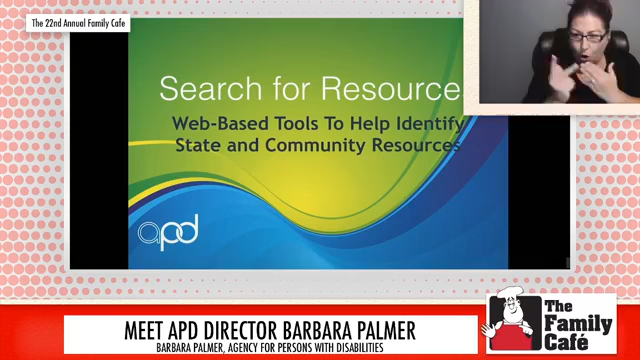 The 22nd Annual Family Cafe
Search for Resource
Web-Based Tools To Help Identify
State and Community Resources
apd
MEET APD DIRECTOR BARBARA PALMER
BARBARA PALMER, AGENCY FOR PERSONS WITH DISABILITIES
The
Family
Café